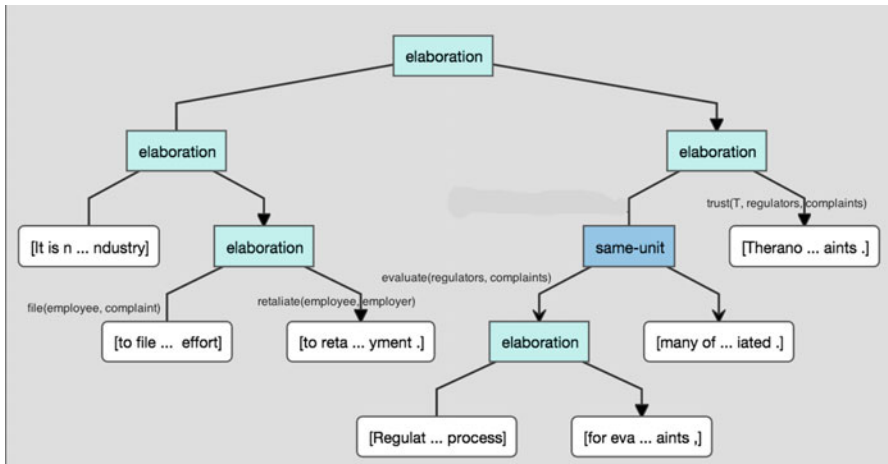 elaboration
elaboration
elaboration
trust(T, regulators, complaints)
[It is n ... ndustry]
elaboration
same-unit
[Therano ... aints .]
evaluate(regulators, complaints)
file(employee, complaint)
retaliate(employee, employer)
[to file ... effort]
[to reta ... yment .]
elaboration
[many of ... iated .]
[Regulat ... process]
[for eva ... aints ,]